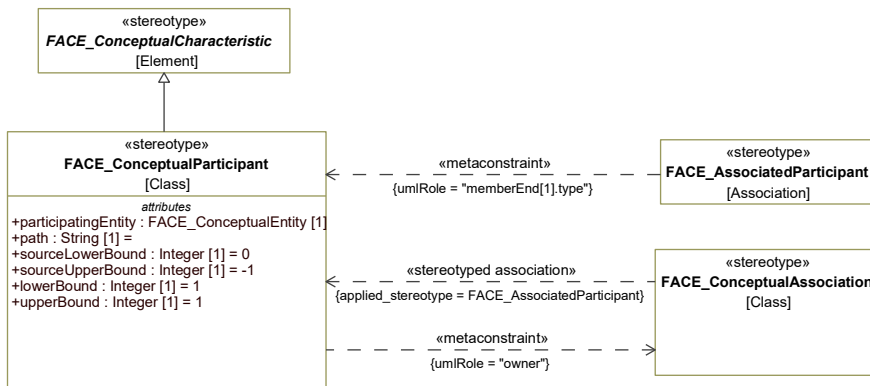 «stereotype»
FACE_ConceptualCharacteristic
[Element]
«stereotype»
FACE_ConceptualParticipant
[Class]
attributes
+participatingEntity : FACE_ConceptualEntity [1]
+path : String [1] =
+sourceLowerBound : Integer [1] = 0
+sourceUpperBound : Integer [1] = -1
+lowerBound : Integer [1] = 1
+upperBound : Integer [1] = 1
«metaconstraint»
{umlRole = "memberEnd[1].type"}
«stereotype»
FACE_AssociatedParticipant
[Association]
«stereotyped association»
{applied_stereotype = FACE_AssociatedParticipant}
«stereotype»
FACE_ConceptualAssociation
[Class]
«metaconstraint»
{umlRole = "owner"}